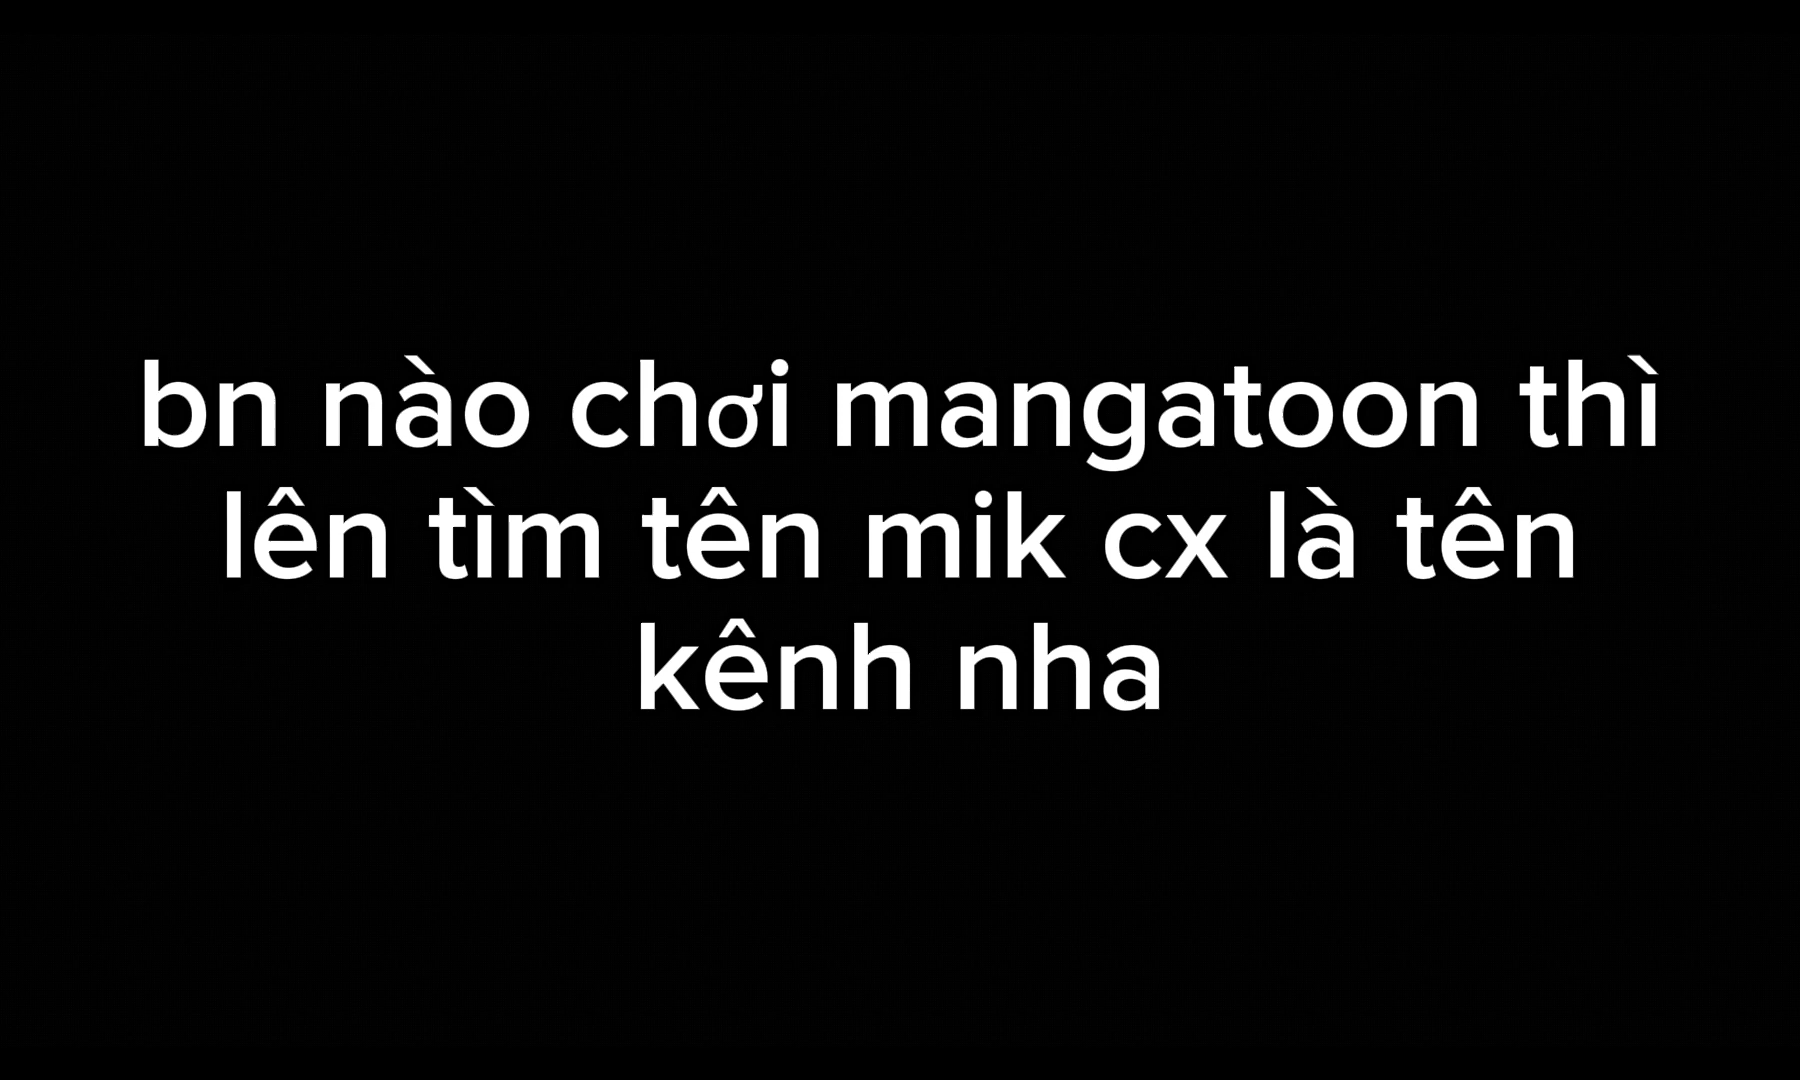 bn nào chơi mangatoon thì
lên tìm tên mik cx là tên
kênh nha